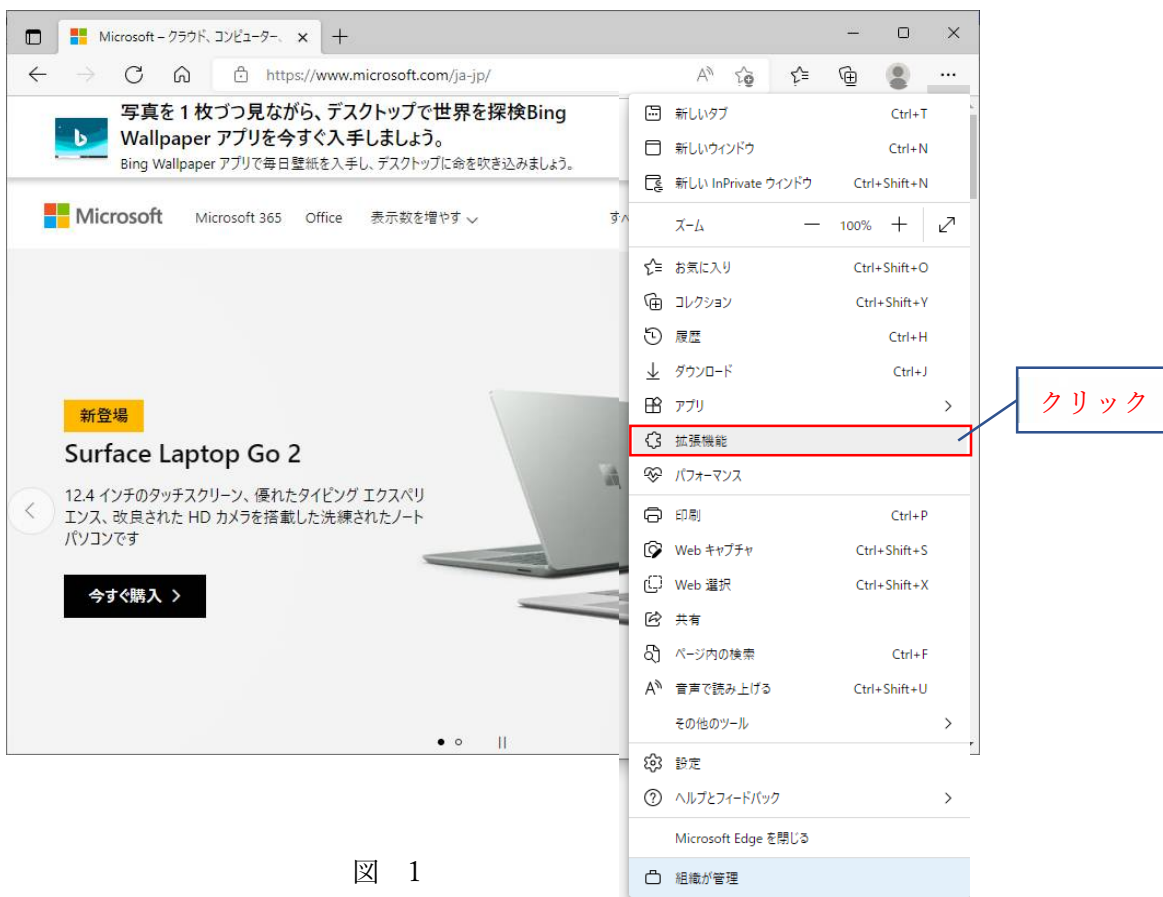 Microsoft – クラウド、コンピューター、
https://www.microsoft.com/ja-jp/
写真を 1 枚づつ見ながら、デスクトップで世界を探検Bing
Wallpaper アプリを今すぐ入手しましょう。
Bing Wallpaper アプリで毎日壁紙を入手し、デスクトップに命を吹き込みましょう。
Microsoft Microsoft 365 Office 表示数を増やす すべ
新登場
Surface Laptop Go 2
12.4 インチのタッチスクリーン、優れたタイピング エクスペリ
エンス、改良された HD カメラを搭載した洗練されたノート
パソコンです
今すぐ購入
新しいタブ Ctrl+T
新しいウィンドウ Ctrl+N
新しい InPrivate ウィンドウ Ctrl+Shift+N
ズーム 100%
お気に入り Ctrl+Shift+O
コレクション Ctrl+Shift+Y
履歴 Ctrl+H
ダウンロード Ctrl+J
アプリ
拡張機能
パフォーマンス
印刷 Ctrl+P
Web キャプチャ Ctrl+Shift+S
Web 選択 Ctrl+Shift+X
共有
ページ内の検索 Ctrl+F
音声で読み上げる Ctrl+Shift+U
その他のツール
設定
ヘルプとフィードバック
Microsoft Edge を閉じる
組織が管理
クリック
図 1